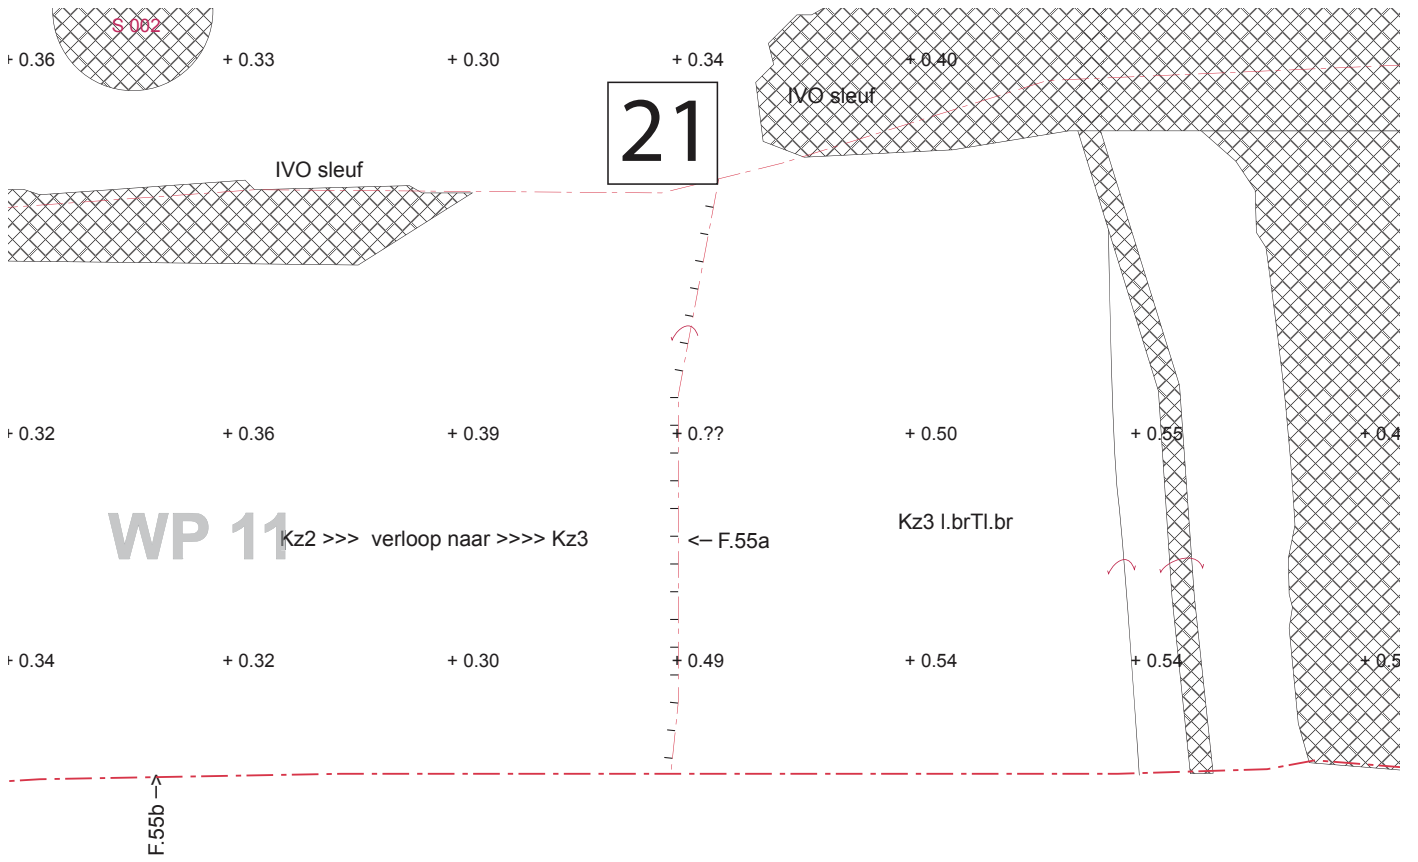 S 002
+ 0.36 + 0.33 + 0.30 + 0.34 + 0.40
IVO sleuf
21
IVO sleuf
+ 0.32 + 0.36 + 0.39 + 0.?? + 0.50 + 0.55 + 0.4
WP 11
Kz2 >>> verloop naar >>>> Kz3
<– F.55a
Kz3 l.brTl.br
+ 0.34 + 0.32 + 0.30 + 0.49 + 0.54 + 0.54 + 0.5
F.55b –>